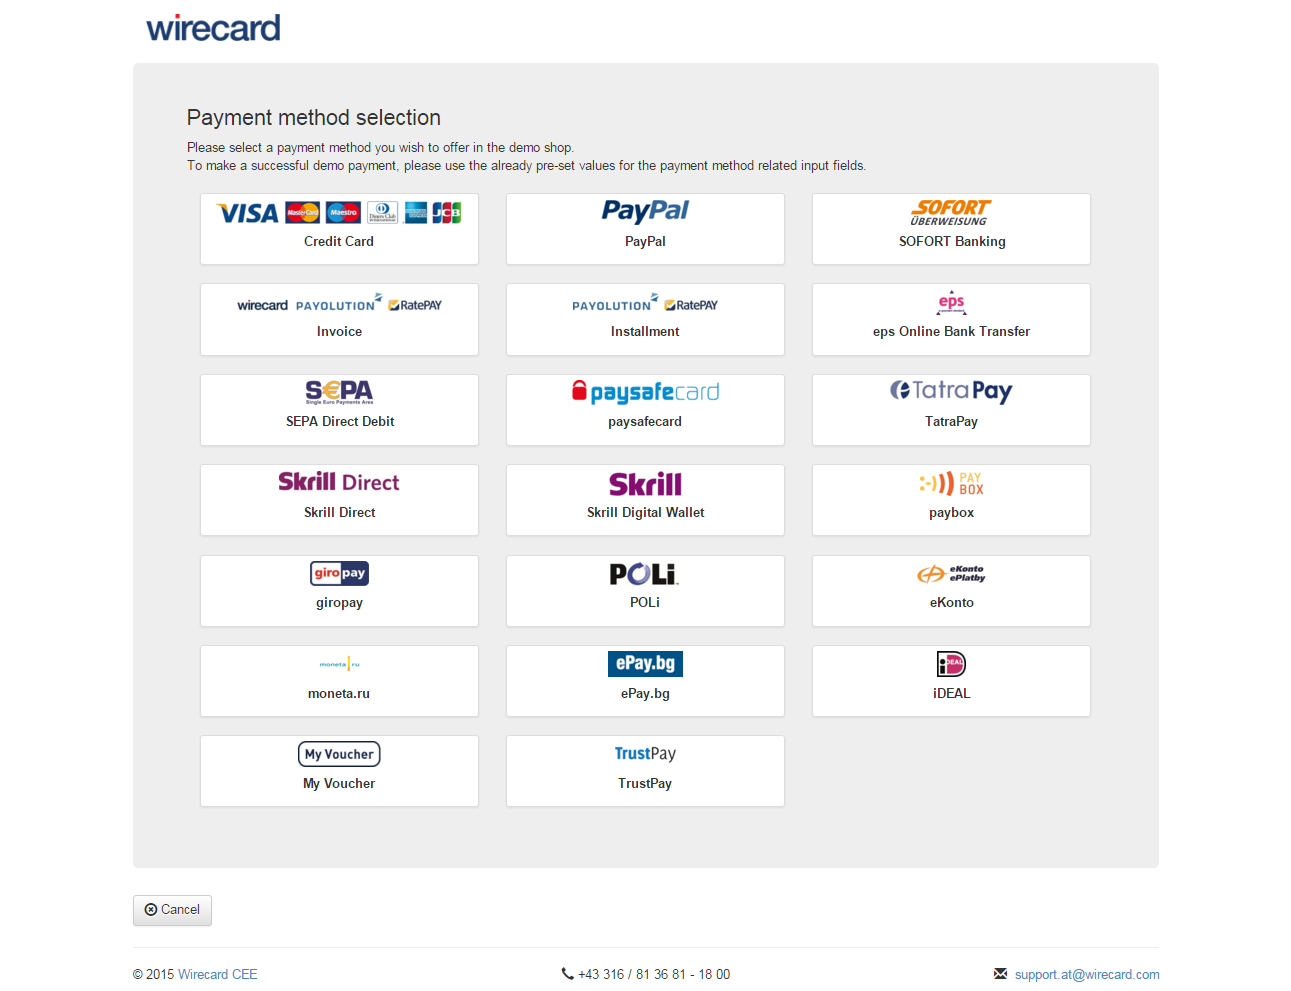 wirecard
Payment method selection
Please select a payment method you wish to offer in the demo shop.
To make a successful demo payment, please use the already pre-set values for the payment method related input fields.
VISA MasterCard Maestro Diners Club INTERNATIONAL JCB
Credit Card
PayPal
PayPal
SOFORT
ÜBERWEISUNG
SOFORT Banking
wirecard PAYOLUTION RatePAY
Invoice
PAYOLUTION RatePAY
Installment
eps
eps Online Bank Transfer
S€PA
Single Euro Payments Area
SEPA Direct Debit
paysafecard
paysafecard
TatraPay
TatraPay
Skrill Direct
Skrill Direct
Skrill
Skrill Digital Wallet
:-))) PAY
BOX
paybox
giropay
giropay
POLi
POLi
eKonto
ePlatby
eKonto
moneta ru
moneta.ru
ePay.bg
ePay.bg
iDEAL
iDEAL
My Voucher
My Voucher
TrustPay
TrustPay
Cancel
© 2015 Wirecard CEE
+43 316 / 81 36 81 - 18 00
support.at@wirecard.com